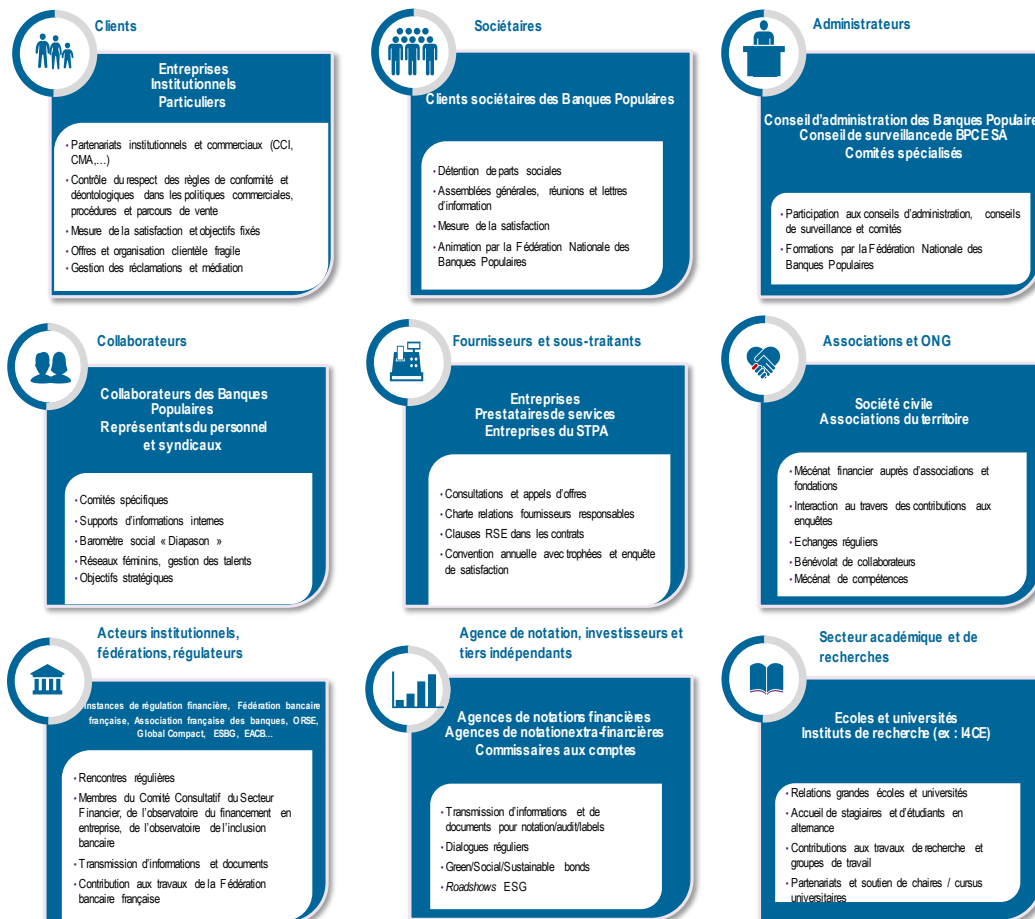 Clients
Entreprises
Institutionnels
Particuliers
• Partenariats institutionnels et commerciaux (CCI,
CMA,…)
• Contrôle du respect des règles de conformité et
déontologiques dans les politiques commerciales,
procédures et parcours de vente
• Mesure de la satisfaction et objectifs fixés
• Offres et organisation clientèle fragile
• Gestion des réclamations et médiation
Sociétaires
Clients sociétaires des Banques Populaires
• Détention de parts sociales
• Assemblées générales, réunions et lettres
d'information
• Mesure de la satisfaction
• Animation par la Fédération Nationale des
Banques Populaires
Administrateurs
Conseil d'administration des Banques Populaire
Conseil de surveillance de BPCE SA
Comités spécialisés
• Participation aux conseils d'administration, conseils
de surveillance et comités
• Formations par la Fédération Nationale des
Banques Populaires
Collaborateurs
Collaborateurs des Banques
Populaires
Représentants du personnel
et syndicaux
• Comités spécifiques
• Supports d'informations internes
• Baromètre social « Diapason »
• Réseaux féminins, gestion des talents
• Objectifs stratégiques
Fournisseurs et sous-traitants
Entreprises
Prestataires de services
Entreprises du STPA
• Consultations et appels d'offres
• Charte relations fournisseurs responsables
• Clauses RSE dans les contrats
• Convention annuelle avec trophées et enquête
de satisfaction
Associations et ONG
Société civile
Associations du territoire
• Mécénat financier auprès d'associations et
fondations
• Interaction au travers des contributions aux
enquêtes
• Echanges réguliers
• Bénévolat de collaborateurs
• Mécénat de compétences
Acteurs institutionnels,
fédérations, régulateurs
Instances de régulation financière, Fédération bancaire
française, Association française des banques, ORSE,
Global Compact, ESBG, EACB...
• Rencontres régulières
• Membres du Comité Consultatif du Secteur
Financier, de l'observatoire du financement en
entreprise, de l'observatoire de l'inclusion
bancaire
• Transmission d'informations et documents
• Contribution aux travaux de la Fédération
bancaire française
Agence de notation, investisseurs et
tiers indépendants
Agences de notations financières
Agences de notation extra-financières
Commissaires aux comptes
• Transmission d'informations et de
documents pour notation/audit/labels
• Dialogues réguliers
• Green/Social/Sustainable bonds
• Roadshows ESG
Secteur académique et de
recherches
Ecoles et universités
Instituts de recherche (ex : I4CE)
• Relations grandes écoles et universités
• Accueil de stagiaires et d'étudiants en
alternance
• Contributions aux travaux de recherche et
groupes de travail
• Partenariats et soutien de chaires / cursus
universitaires